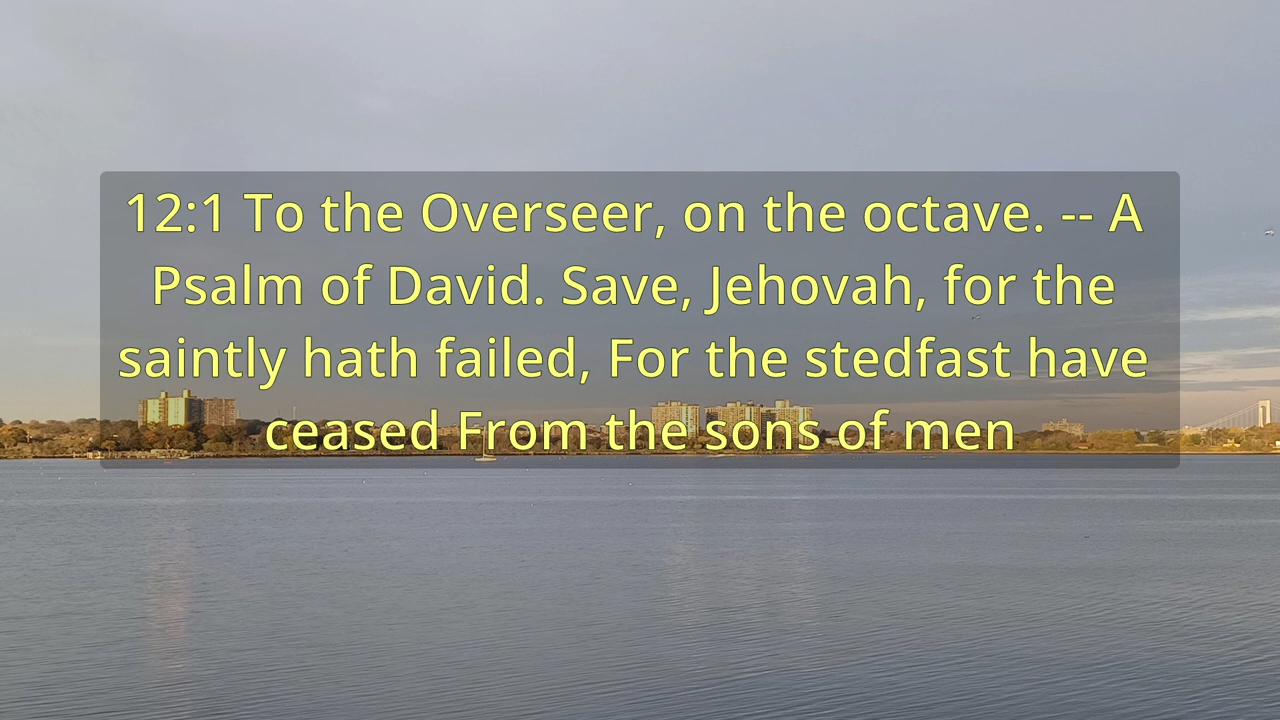 12:1 To the Overseer, on the octave. -- A
Psalm of David. Save, Jehovah, for the
saintly hath failed, For the stedfast have
ceased From the sons of men